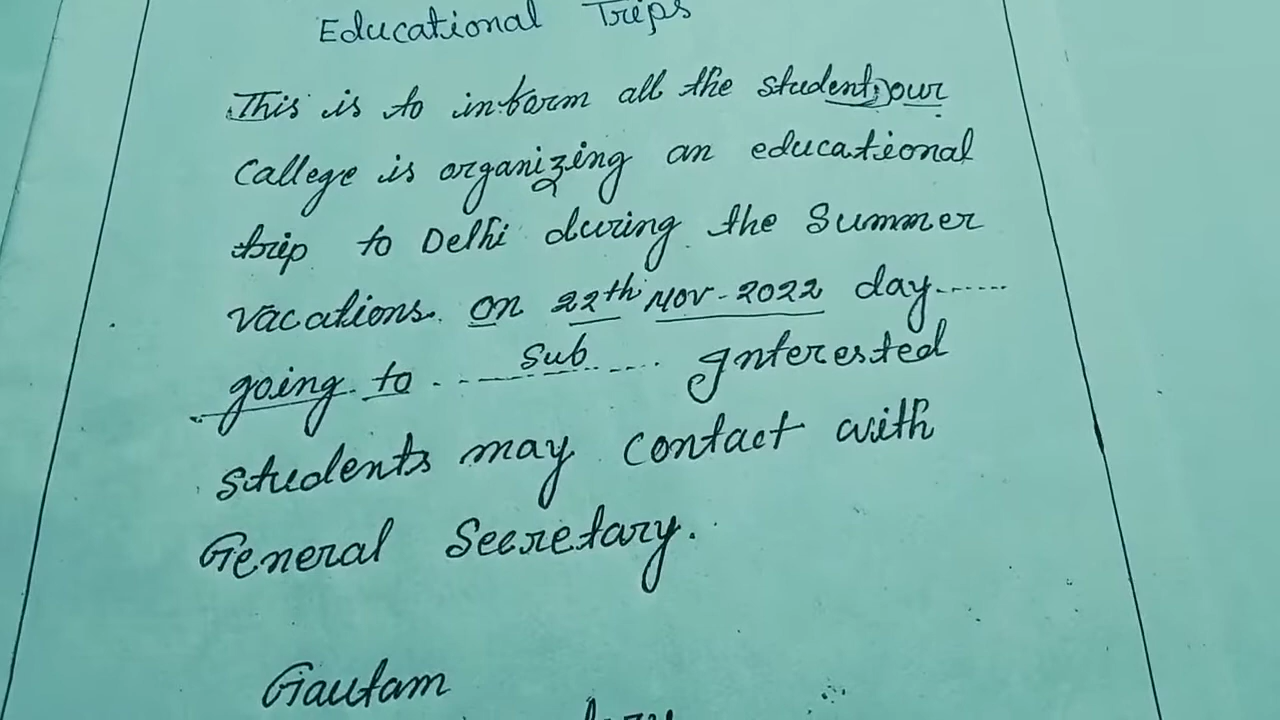 Educational Trips
This is to inform all the student, our
Callege is organizing an educational
trip to Delhi during the Summer
vacations. On 22th Nov-2022 day.......
going to ... Sub ..... Interested
students may contact with
General Secretary.
Gautam